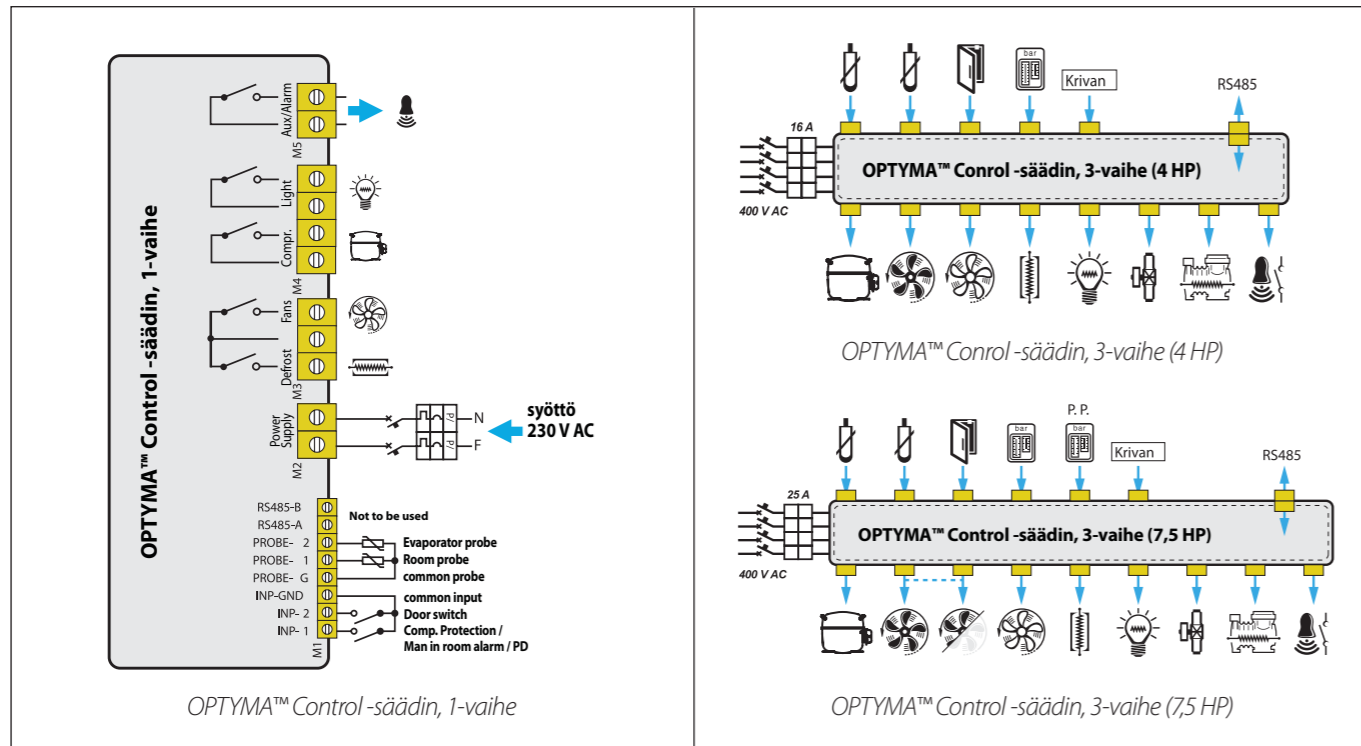 OPTYMA™ Control -säädin, 1-vaihe
Aux/Alarm
M5
Light
Compr.
M4
Fans
Defrost
M3
Power
Supply
M2
N
F
syöttö
230 V AC
RS485-B
RS485-A
Not to be used
PROBE- 2 Evaporator probe
PROBE- 1 Room probe
PROBE- G common probe
INP-GND common input
INP- 2 Door switch
INP- 1 Comp. Protection /
Man in room alarm / PD
M1
OPTYMA™ Control -säädin, 1-vaihe
bar
Krivan
RS485
16 A
400 V AC
OPTYMA™ Conrol -säädin, 3-vaihe (4 HP)
OPTYMA™ Conrol -säädin, 3-vaihe (4 HP)
P. P.
bar
bar
Krivan
RS485
25 A
400 V AC
OPTYMA™ Control -säädin, 3-vaihe (7,5 HP)
OPTYMA™ Control -säädin, 3-vaihe (7,5 HP)